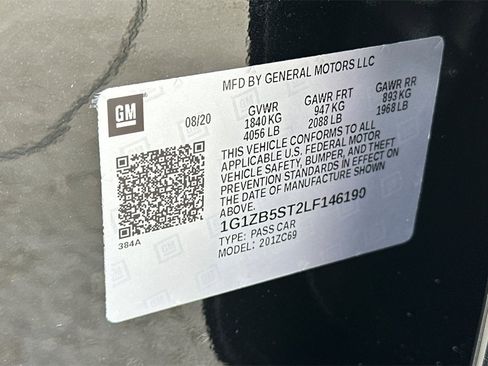 MFD BY GENERAL MOTORS LLC
GM
08/20
GVWR
1840 KG
4056 LB
GAWR FRT
947 KG
2088 LB
GAWR RR
893 KG
1968 LB
THIS VEHICLE CONFORMS TO ALL
APPLICABLE U.S. FEDERAL MOTOR
VEHICLE SAFETY, BUMPER, AND THEFT
PREVENTION STANDARDS IN EFFECT ON
THE DATE OF MANUFACTURE SHOWN
ABOVE.
1G1ZB5ST2LF146190
TYPE: PASS CAR
MODEL: 201ZC69
384A